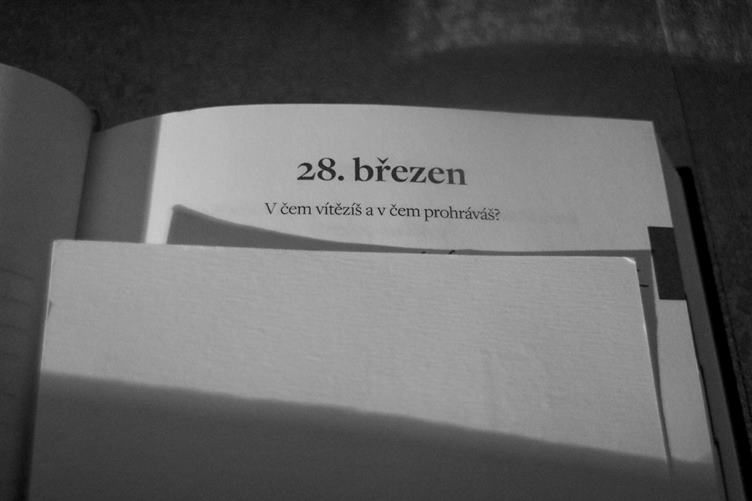 28. březen
V čem vítězíš a v čem prohráváš?